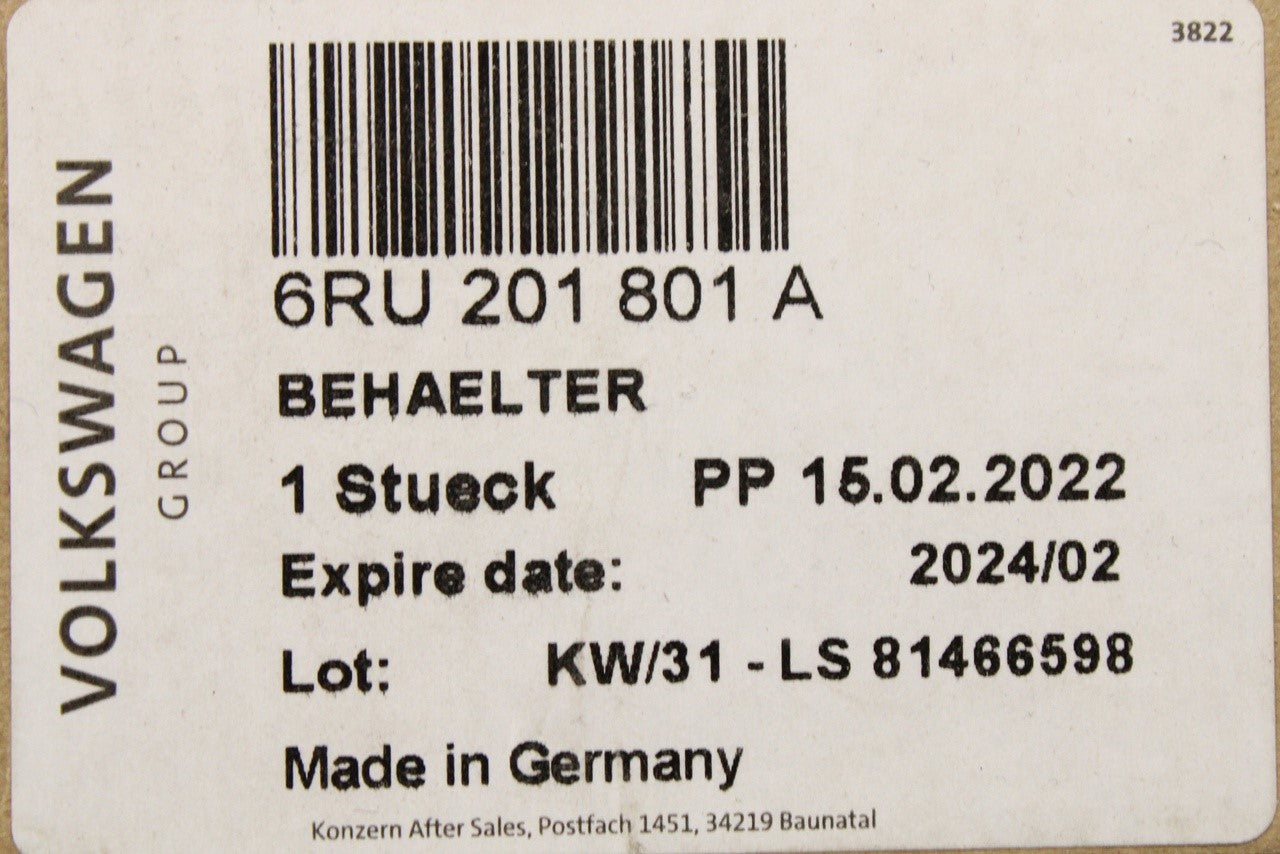 3822
VOLKSWAGEN
GROUP
6RU 201 801 A
BEHAELTER
1 Stueck PP 15.02.2022
Expire date: 2024/02
Lot: KW/31 - LS 81466598
Made in Germany
Konzern After Sales, Postfach 1451, 34219 Baunatal